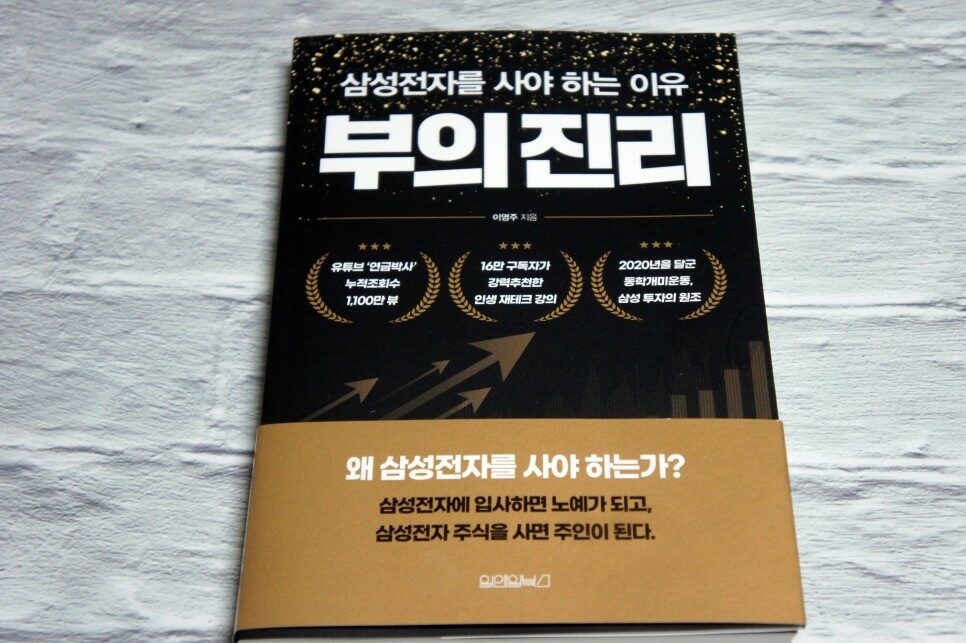 삼성전자를 사야 하는 이유
부의 진리
이영주 지음
유튜브 '연금박사'
누적조회수
1,100만 뷰
16만 구독자가
강력추천한
인생 재테크 강의
2020년을 달군
동학개미운동,
삼성 투자의 원조
왜 삼성전자를 사야 하는가?
삼성전자에 입사하면 노예가 되고,
삼성전자 주식을 사면 주인이 된다.
원앤원북스